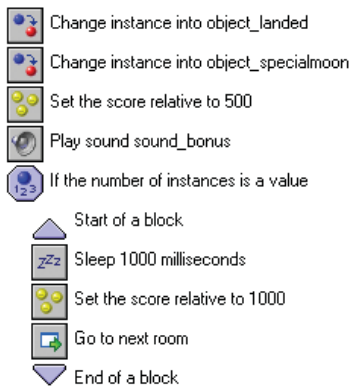 Change instance into object_landed
Change instance into object_specialmoon
Set the score relative to 500
Play sound sound_bonus
123 If the number of instances is a value
Start of a block
zZZ Sleep 1000 milliseconds
Set the score relative to 1000
Go to next room
End of a block